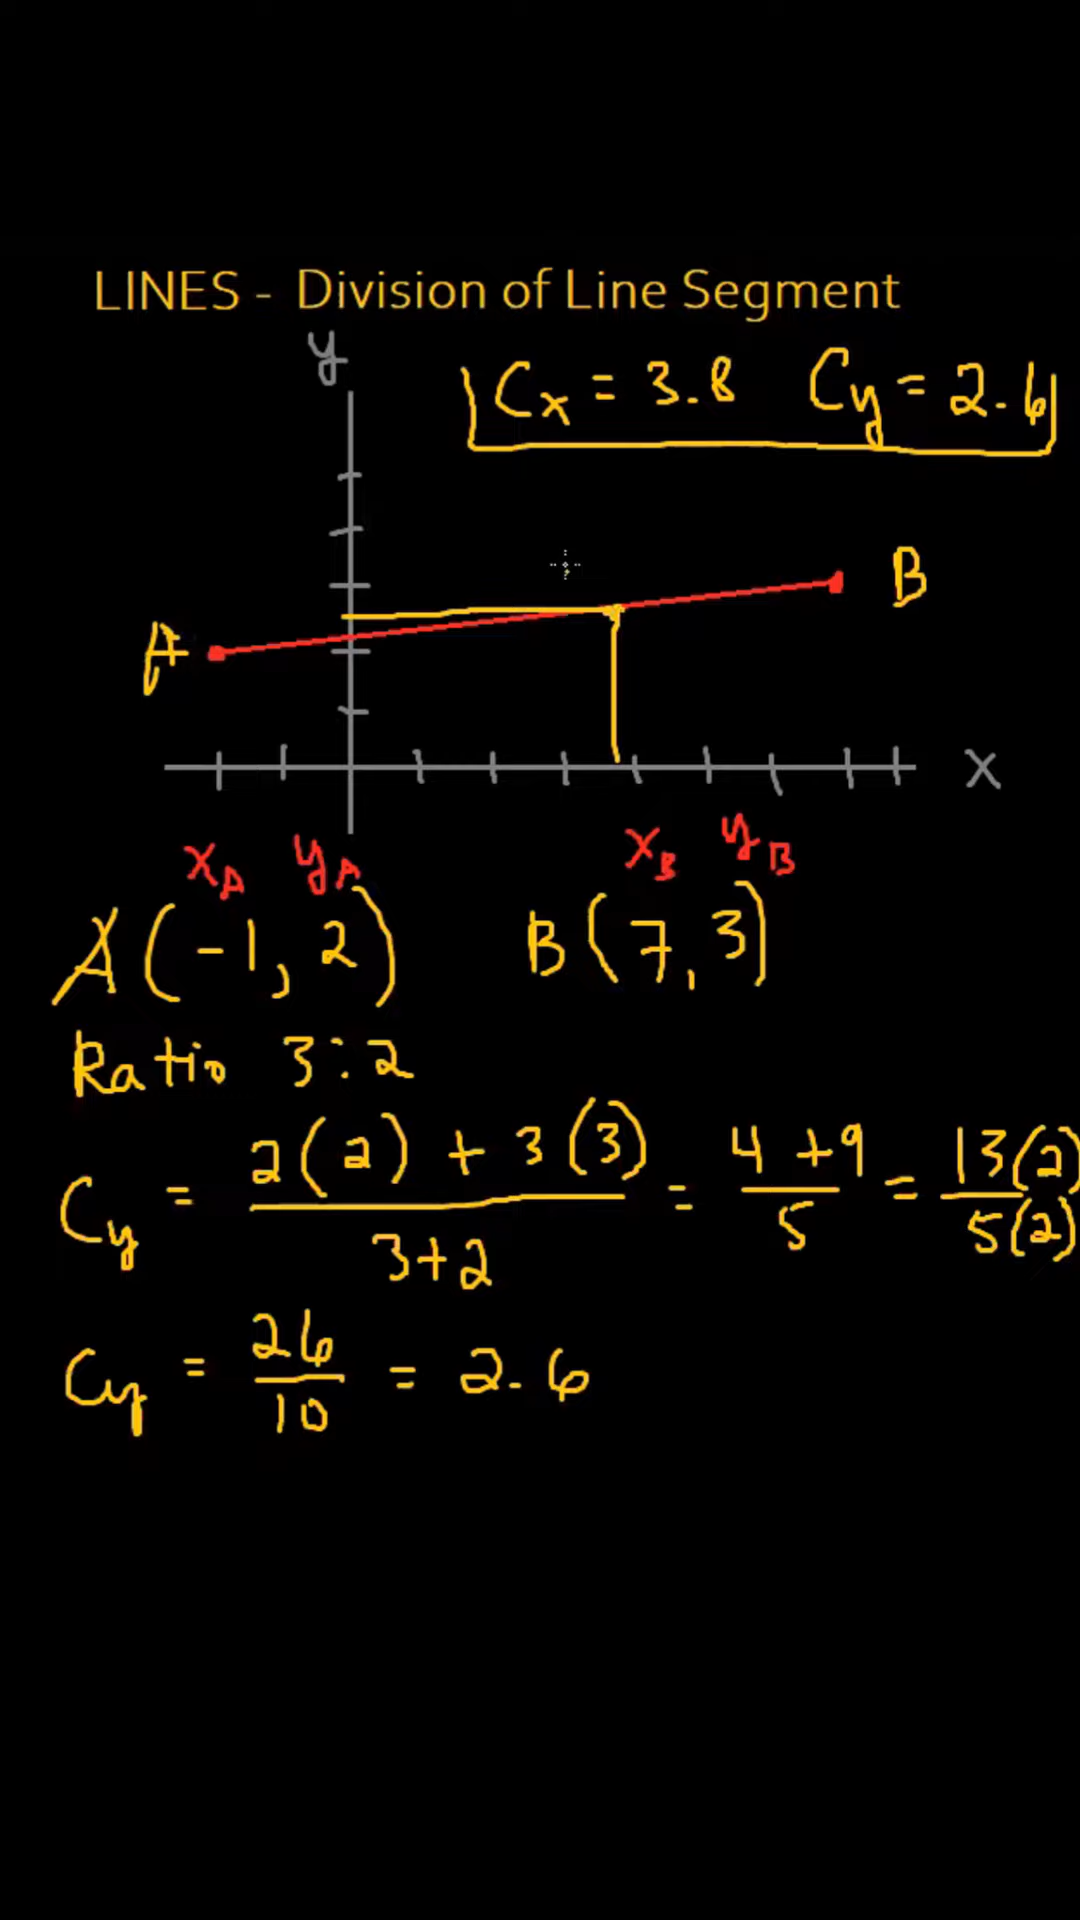 LINES - Division of Line Segment
y
Cx = 3.8 Cy = 2.6
B
A
x
xA yA xB yB
A(-1, 2) B(7, 3)
Ratio 3:2
Cy = (2(2) + 3(3))/(3+2) = (4+9)/5 = 13(2)/5(2)
Cy = 26/10 = 2.6